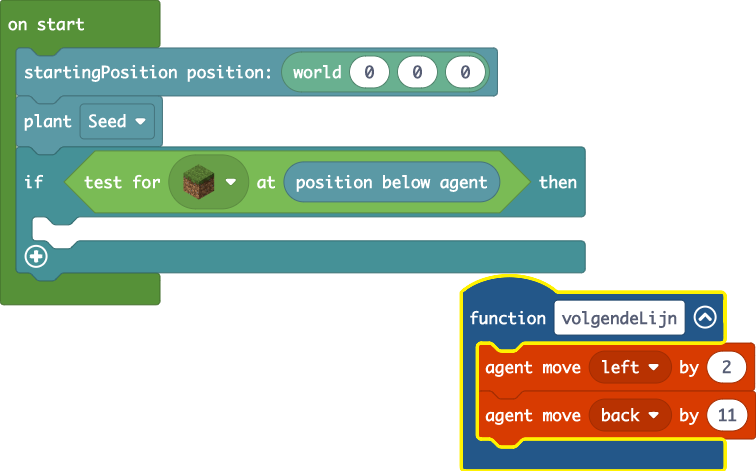 on start
startingPosition position: world 0 0 0
plant Seed
if test for at position below agent then
function volgendeLijn
agent move left by 2
agent move back by 11